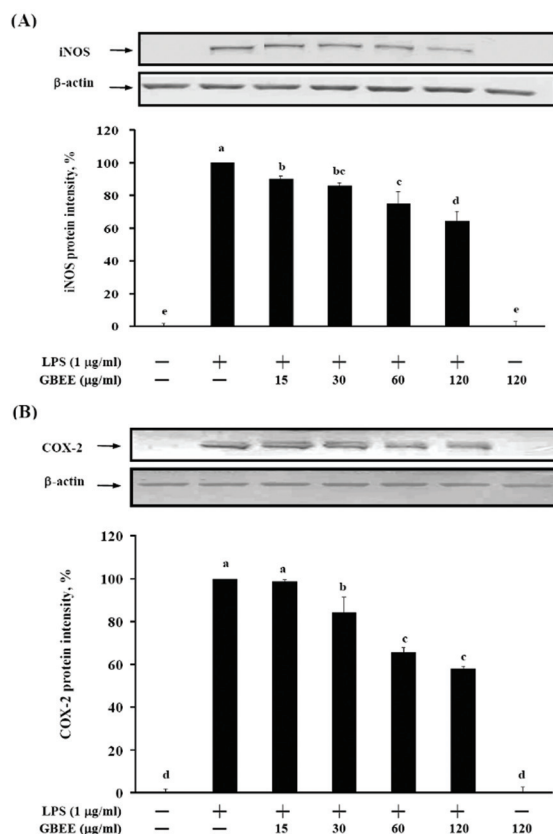 (A)
iNOS
β-actin
120
a
100
b
bc
80
c
d
60
40
20
e
e
0
iNOS protein intensity, %
LPS (1 μg/ml) — + + + + + —
GBEE (μg/ml) — — 15 30 60 120 120
(B)
COX-2
β-actin
120
a
a
100
b
80
c
c
60
40
20
d
d
0
COX-2 protein intensity, %
LPS (1 μg/ml) — + + + + + —
GBEE (μg/ml) — — 15 30 60 120 120